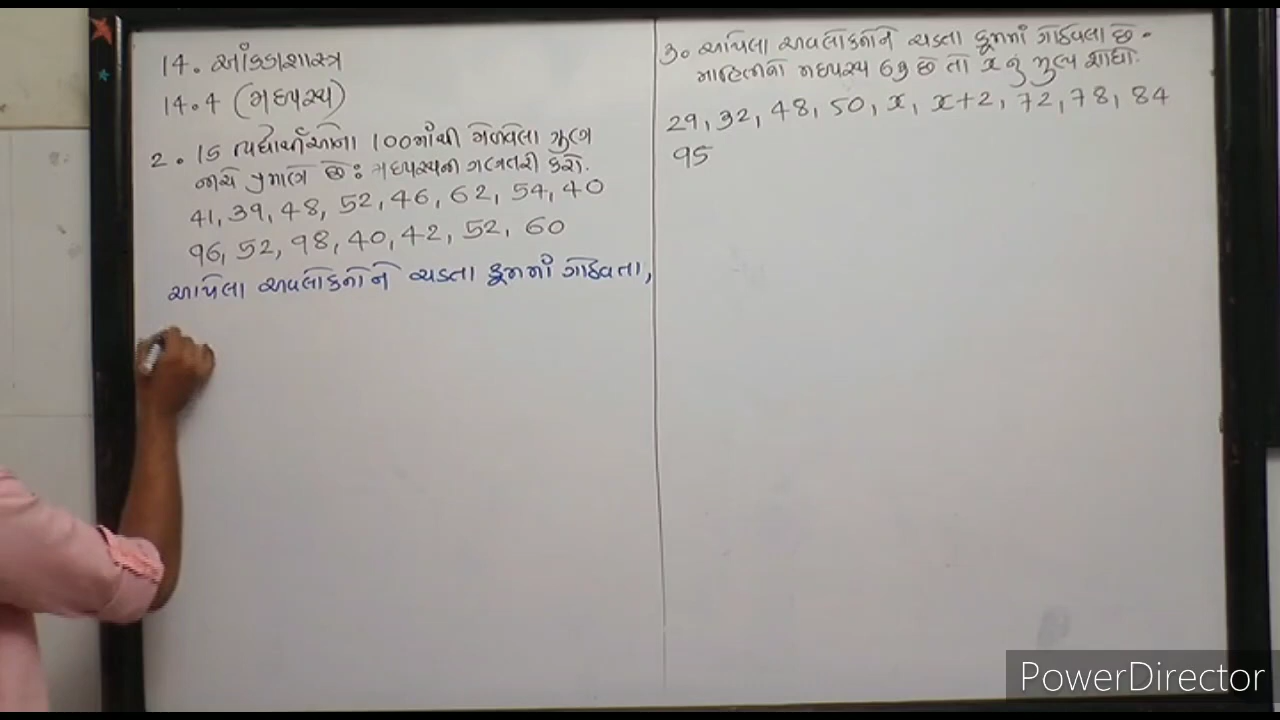 14. આંકડાશાસ્ત્ર
14.4 (મધ્યસ્થ)
2. 15 વિદ્યાર્થીઓના 100માંથી મેળવેલા ગુણ
નીચે પ્રમાણે છે: મધ્યસ્થની ગણતરી કરો.
41, 39, 48, 52, 46, 62, 54, 40
96, 52, 98, 40, 42, 52, 60
આપેલા અવલોકનોને ચડતા ક્રમમાં ગોઠવતા,
3. આપેલા અવલોકનોને ચડતા ક્રમમાં ગોઠવેલા છે.
માહિતીનો મધ્યસ્થ 63 છે તો x નું મુલ્ય શોધો.
29, 32, 48, 50, x, x+2, 72, 78, 84
95
PowerDirector